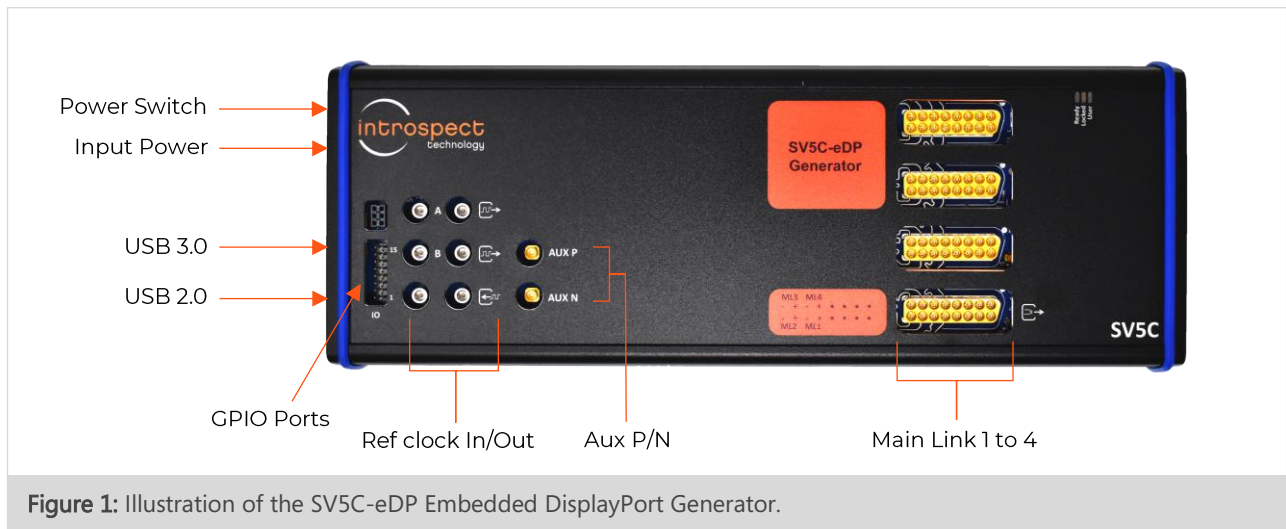 Power Switch
Input Power
USB 3.0
USB 2.0
GPIO Ports
Ref clock In/Out
Aux P/N
Main Link 1 to 4
introspect
technology
SV5C-eDP
Generator
Ready
Locked
User
A
B
15
1
IO
AUX P
AUX N
ML3 ML4
- + - +
- + - +
ML2 ML1
SV5C
Figure 1: Illustration of the SV5C-eDP Embedded DisplayPort Generator.